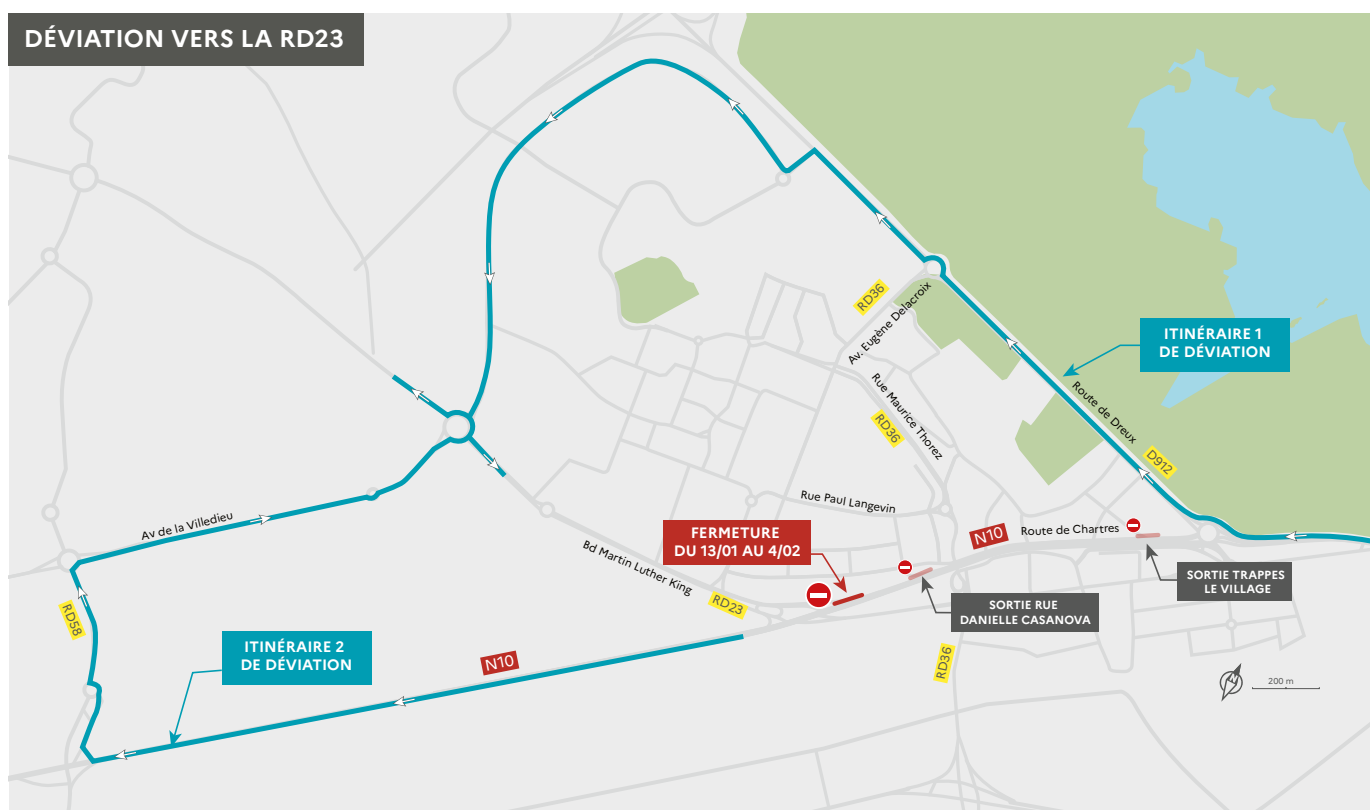 DÉVIATION VERS LA RD23
RD36
Av. Eugène Delacroix
ITINÉRAIRE 1
DE DÉVIATION
Rue Maurice Thorez
RD36
Route de Dreux
D912
Rue Paul Langevin
Av de la Villedieu
FERMETURE
DU 13/01 AU 4/02
N10
Route de Chartres
Bd Martin Luther King
RD23
SORTIE TRAPPES
LE VILLAGE
SORTIE RUE
DANIELLE CASANOVA
RD58
ITINÉRAIRE 2
DE DÉVIATION
N10
RD36
200 m